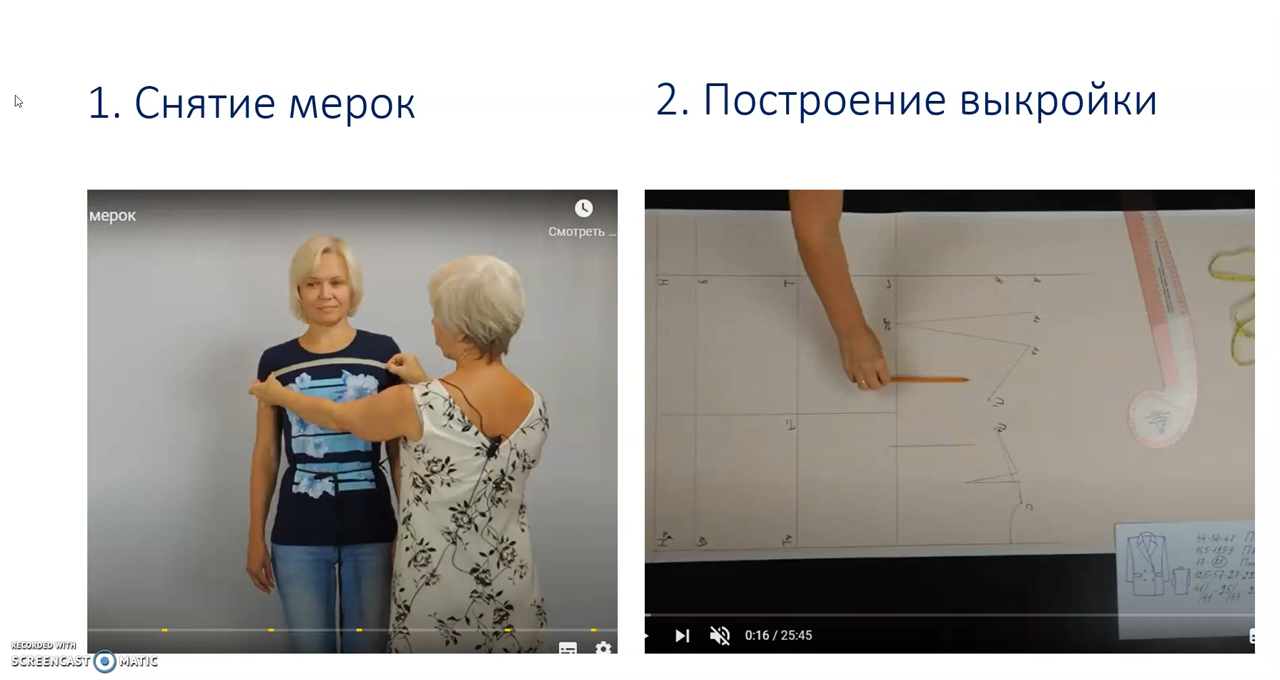 1. Снятие мерок
2. Построение выкройки
мерок
Смотреть ...
0:16 / 25:45
RECORDED WITH
SCREENCAST MATIC